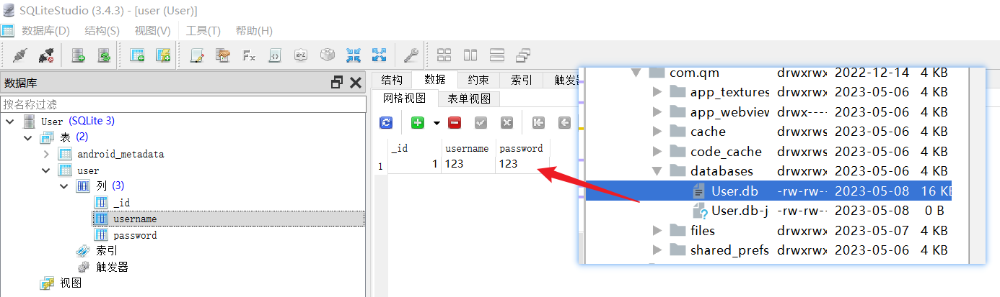 SQLiteStudio (3.4.3) - [user (User)]
数据库(D) 结构(S) 视图(V) 工具(T) 帮助(H)
数据库
按名称过滤
User (SQLite 3)
表 (2)
android_metadata
user
列 (3)
_id
username
password
索引
触发器
视图
结构 数据 约束 索引 触发
网格视图 表单视图
_id username password
1 1 123 123
com.qm drwxrwx 2022-12-14 4 KB
app_textures drwxrwx 2023-05-06 4 KB
app_webview drwx---- 2023-05-06 4 KB
cache drwxrws 2023-05-06 4 KB
code_cache drwxrws 2023-05-06 4 KB
databases drwxrwx 2023-05-06 4 KB
User.db -rw-rw-- 2023-05-08 16 KB
User.db-j -rw-rw-- 2023-05-08 0 B
files drwxrwx 2023-05-07 4 KB
shared_prefs drwxrwx 2023-05-06 4 KB